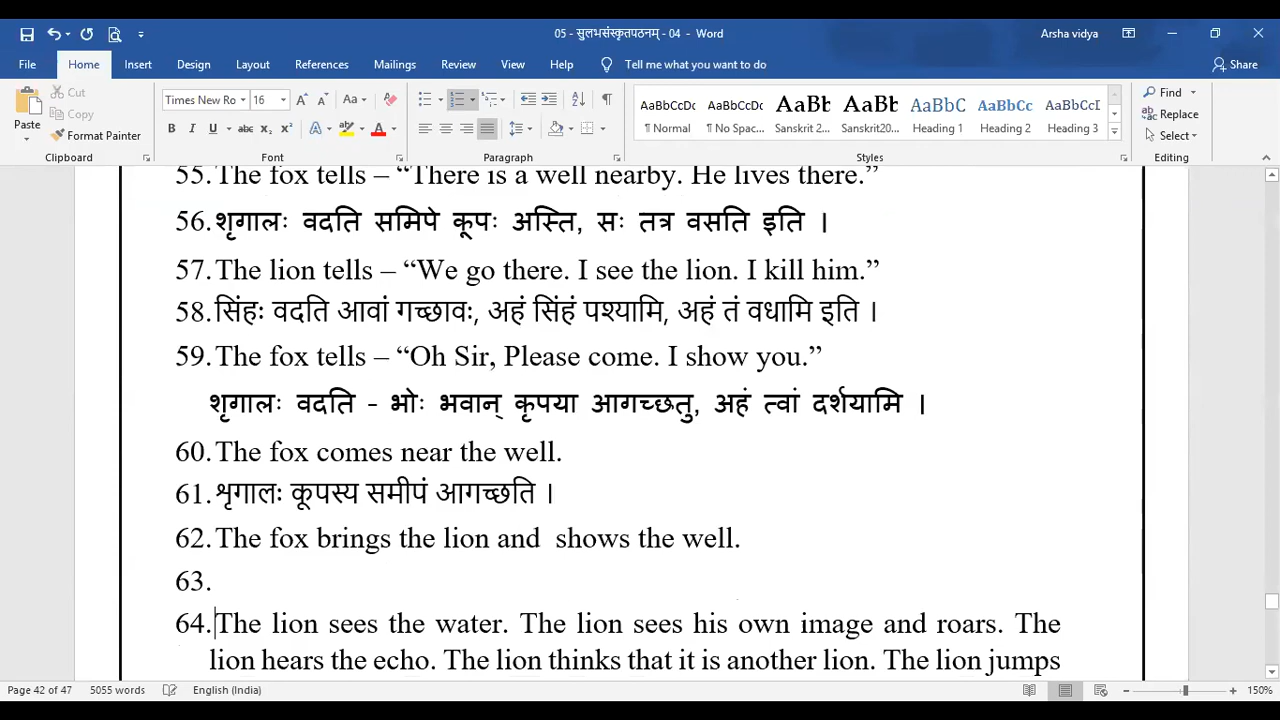 05 - सुलभसंस्कृतपठनम् - 04 - Word
Arsha vidya
File Home Insert Design Layout References Mailings Review View Help Tell me what you want to do Share
Paste
Cut
Copy
Format Painter
Clipboard
Times New Ro 16
Font
Paragraph
AaBbCcDc AaBbCcDc AaBb AaBb AaBbC AaBbCc AaBbCcI
¶ Normal ¶ No Spac... Sanskrit 2... Sanskrit20... Heading 1 Heading 2 Heading 3
Styles
Find
Replace
Select
Editing
55. The fox tells – “There is a well nearby. He lives there.”
56. शृगालः वदति समिपे कूपः अस्ति, सः तत्र वसति इति ।
57. The lion tells – “We go there. I see the lion. I kill him.”
58. सिंहः वदति आवां गच्छावः, अहं सिंहं पश्यामि, अहं तं वधामि इति ।
59. The fox tells – “Oh Sir, Please come. I show you.”
शृगालः वदति - भोः भवान् कृपया आगच्छतु, अहं त्वां दर्शयामि ।
60. The fox comes near the well.
61. शृगालः कूपस्य समीपं आगच्छति ।
62. The fox brings the lion and shows the well.
63.
64. The lion sees the water. The lion sees his own image and roars. The
lion hears the echo. The lion thinks that it is another lion. The lion jumps
Page 42 of 47 5055 words English (India) 150%